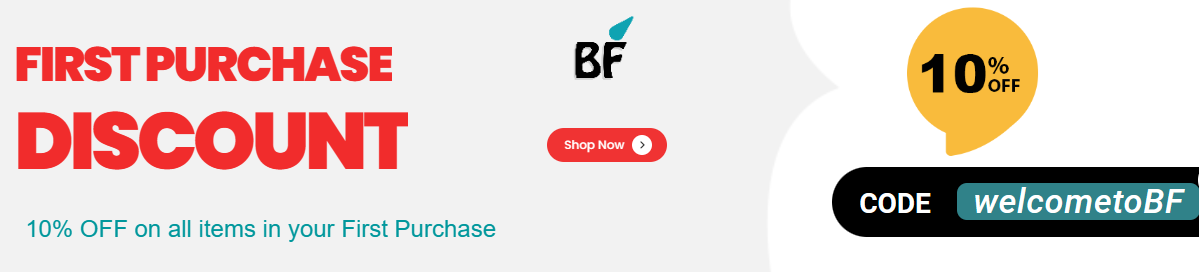 FIRST PURCHASE
DISCOUNT
10% OFF on all items in your First Purchase
BF
Shop Now
10% OFF
CODE welcometoBF